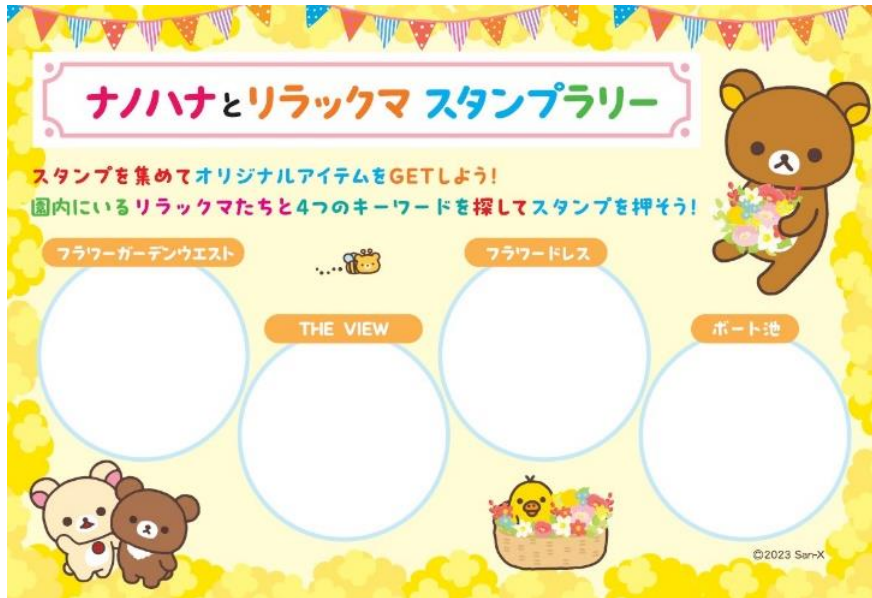 ナノハナとリラックマ スタンプラリー
スタンプを集めてオリジナルアイテムをGETしよう!
園内にいるリラックマたちと4つのキーワードを探してスタンプを押そう!
フラワーガーデンウエスト
フラワードレス
THE VIEW
ボート池
©2023 San-X